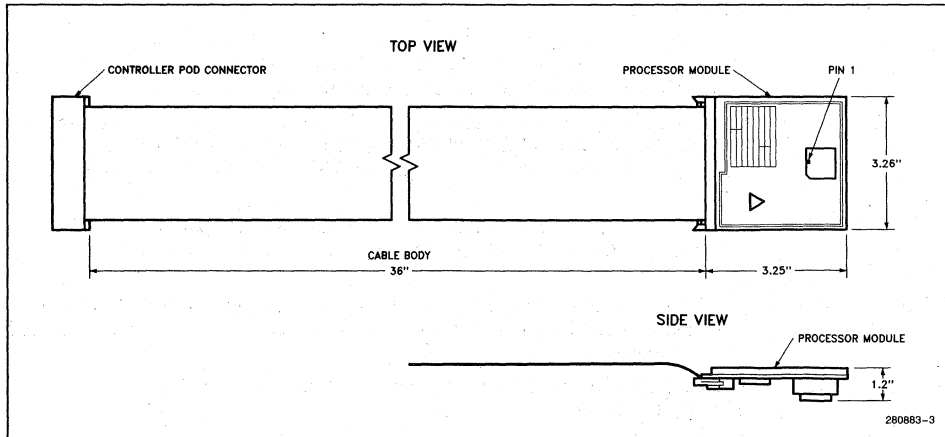 TOP VIEW
CONTROLLER POD CONNECTOR
PROCESSOR MODULE
PIN 1
3.26"
CABLE BODY
36"
3.25"
SIDE VIEW
PROCESSOR MODULE
1.2"
280883-3